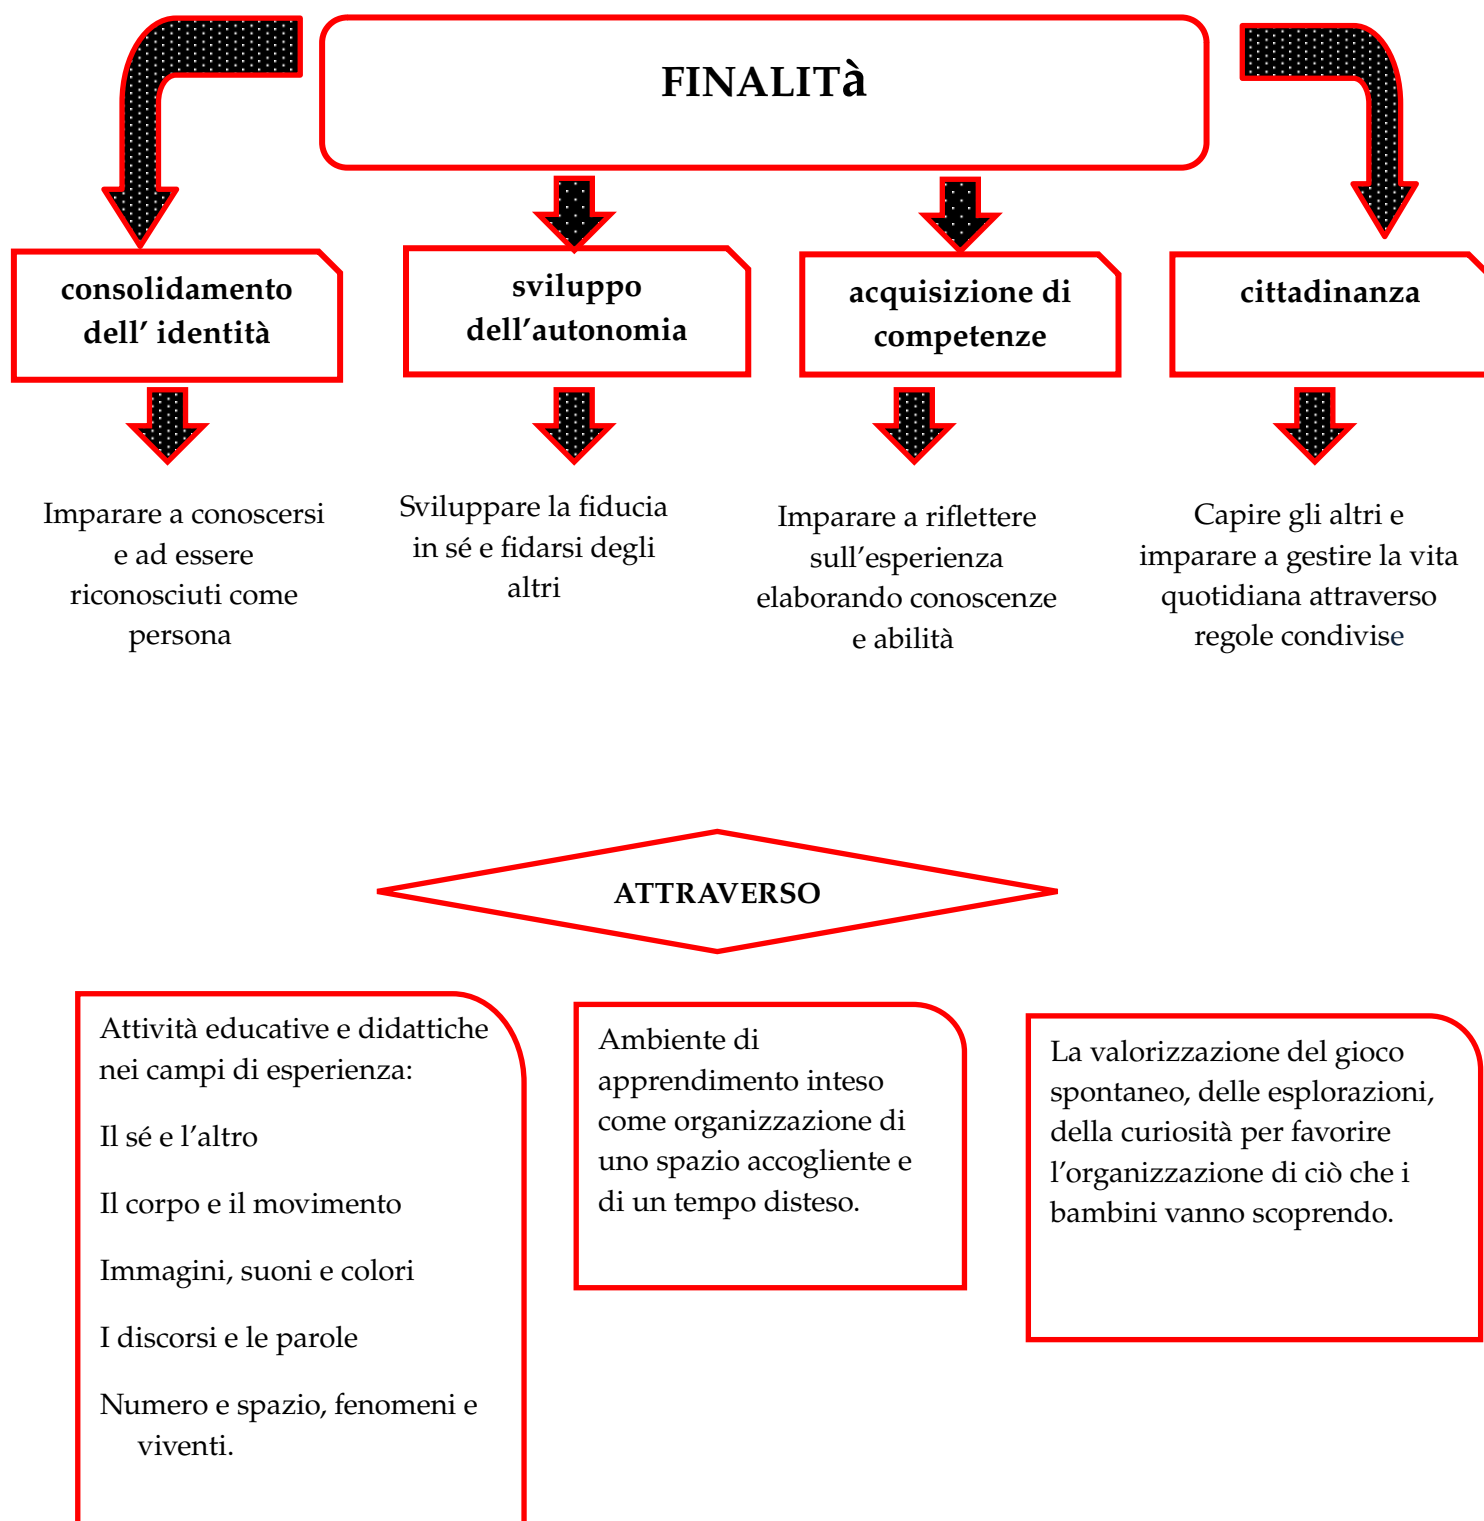 FINALITà
consolidamento
dell’ identità
sviluppo
dell’autonomia
acquisizione di
competenze
cittadinanza
Imparare a conoscersi
e ad essere
riconosciuti come
persona
Sviluppare la fiducia
in sé e fidarsi degli
altri
Imparare a riflettere
sull’esperienza
elaborando conoscenze
e abilità
Capire gli altri e
imparare a gestire la vita
quotidiana attraverso
regole condivise
ATTRAVERSO
Attività educative e didattiche
nei campi di esperienza:
Il sé e l’altro
Il corpo e il movimento
Immagini, suoni e colori
I discorsi e le parole
Numero e spazio, fenomeni e
viventi.
Ambiente di
apprendimento inteso
come organizzazione di
uno spazio accogliente e
di un tempo disteso.
La valorizzazione del gioco
spontaneo, delle esplorazioni,
della curiosità per favorire
l’organizzazione di ciò che i
bambini vanno scoprendo.